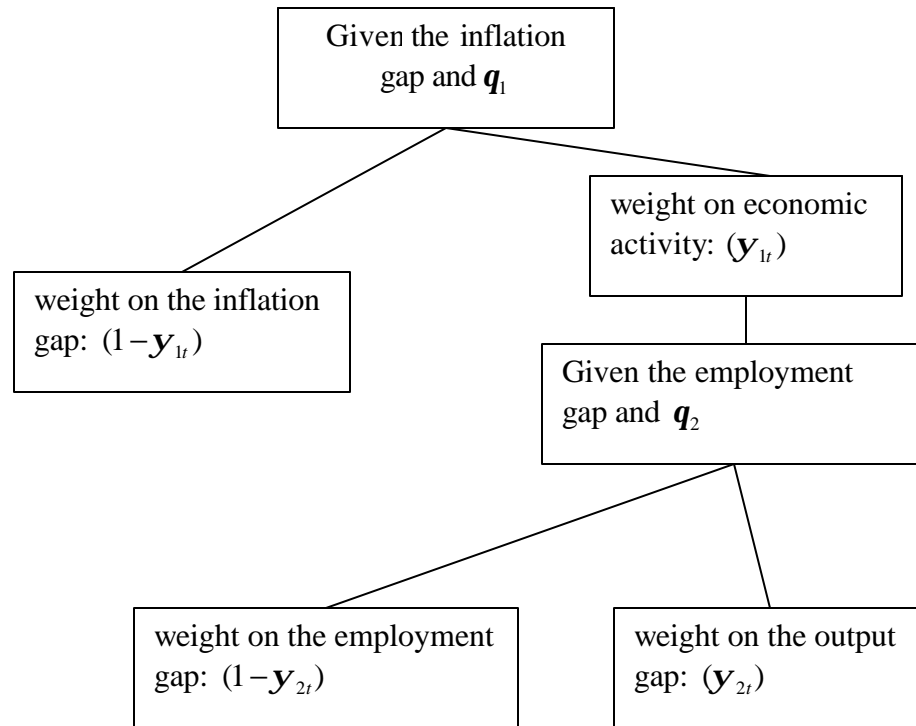 Given the inflation
gap and q₁
weight on economic
activity: (y₁ₜ)
weight on the inflation
gap: (1−y₁ₜ)
Given the employment
gap and q₂
weight on the employment
gap: (1−y₂ₜ)
weight on the output
gap: (y₂ₜ)